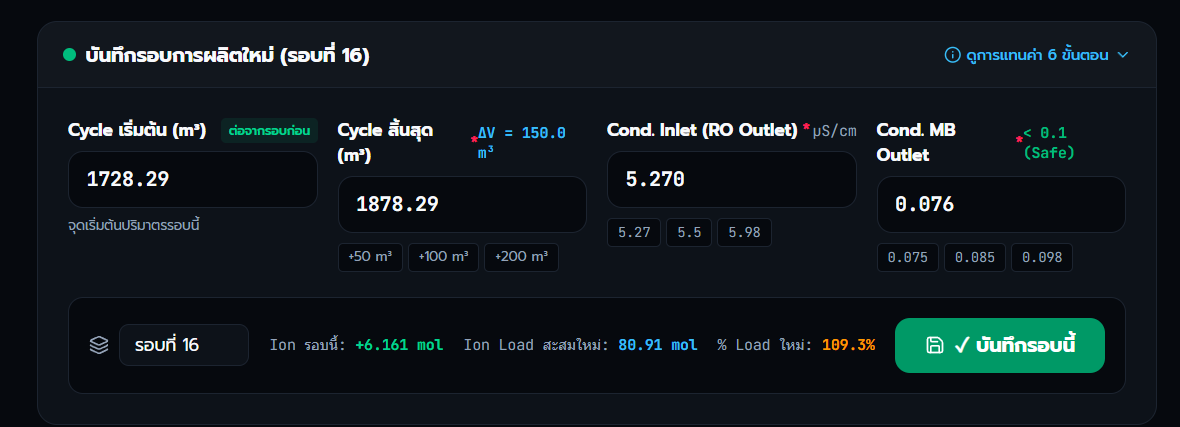 บันทึกรอบการผลิตใหม่ (รอบที่ 16)
ดูการแทนค่า 6 ขั้นตอน
Cycle เริ่มต้น (m³)
ต่อจากรอบก่อน
1728.29
จุดเริ่มต้นปริมาตรรอบนี้
Cycle สิ้นสุด
(m³)
*ΔV = 150.0
m³
1878.29
+50 m³ +100 m³ +200 m³
Cond. Inlet (RO Outlet) * µS/cm
5.270
5.27 5.5 5.98
Cond. MB
Outlet
*< 0.1
(Safe)
0.076
0.075 0.085 0.098
รอบที่ 16
Ion รอบนี้: +6.161 mol
Ion Load สะสมใหม่: 80.91 mol
% Load ใหม่: 109.3%
✓ บันทึกรอบนี้